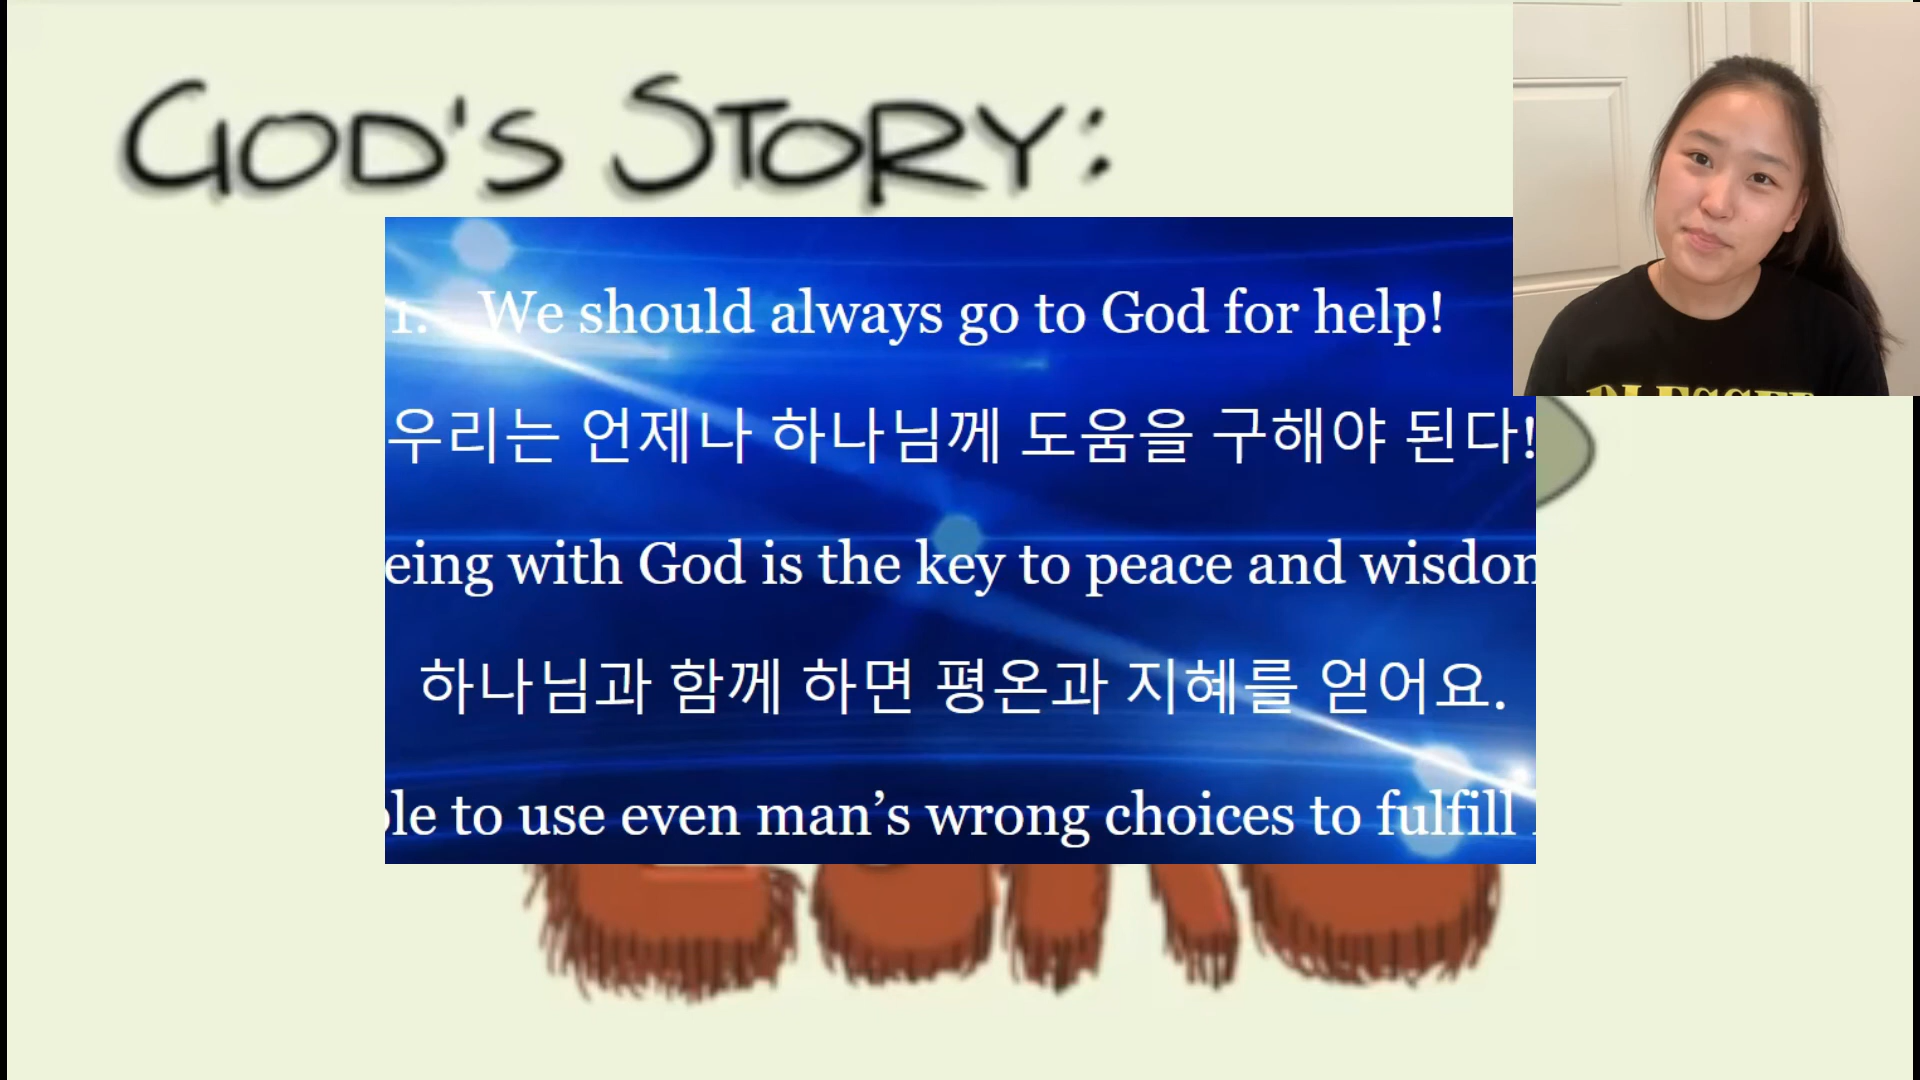 GOD'S STORY:
1. We should always go to God for help!
우리는 언제나 하나님께 도움을 구해야 된다!
eing with God is the key to peace and wisdom
하나님과 함께 하면 평온과 지혜를 얻어요.
to use even man’s wrong choices to fulfill
BLESSED